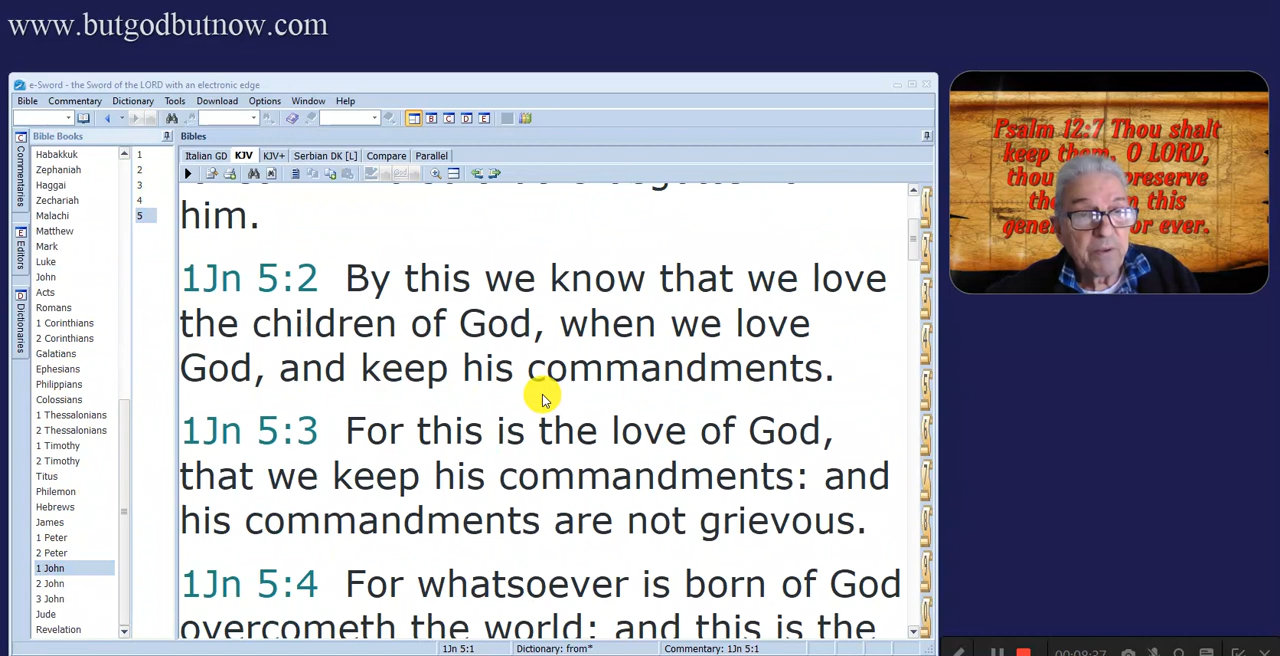 www.butgodbutnow.com
e-Sword - the Sword of the LORD with an electronic edge
Bible Commentary Dictionary Tools Download Options Window Help
B C D E
Bible Books
Bibles
Italian GD KJV KJV+ Serbian DK [L] Compare Parallel
C Commentaries
E Editors
D Dictionaries
Habakkuk
Zephaniah
Haggai
Zechariah
Malachi
Matthew
Mark
Luke
John
Acts
Romans
1 Corinthians
2 Corinthians
Galatians
Ephesians
Philippians
Colossians
1 Thessalonians
2 Thessalonians
1 Timothy
2 Timothy
Titus
Philemon
Hebrews
James
1 Peter
2 Peter
1 John
2 John
3 John
Jude
Revelation
1
2
3
4
5
him.
1Jn 5:2 By this we know that we love
the children of God, when we love
God, and keep his commandments.
1Jn 5:3 For this is the love of God,
that we keep his commandments: and
his commandments are not grievous.
1Jn 5:4 For whatsoever is born of God
overcometh the world: and this is the
1Jn 5:1
Dictionary: from*
Commentary: 1Jn 5:1
Psalm 12:7 Thou shalt
keep them, O LORD,
thou preserve
this
for ever.
00:08:37